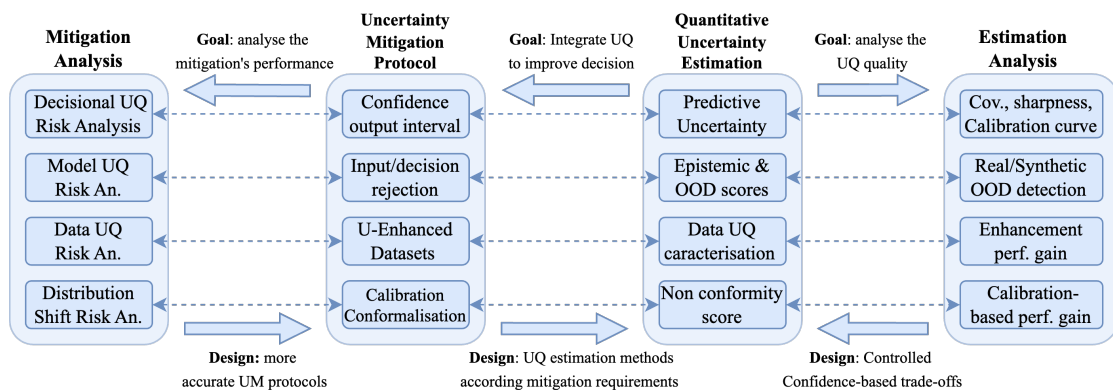 Mitigation
Analysis
Goal: analyse the
mitigation's performance
Uncertainty
Mitigation
Protocol
Goal: Integrate UQ
to improve decision
Quantitative
Uncertainty
Estimation
Goal: analyse the
UQ quality
Estimation
Analysis
Decisional UQ
Risk Analysis
Confidence
output interval
Predictive
Uncertainty
Cov., sharpness,
Calibration curve
Model UQ
Risk An.
Input/decision
rejection
Epistemic &
OOD scores
Real/Synthetic
OOD detection
Data UQ
Risk An.
U-Enhanced
Datasets
Data UQ
caracterisation
Enhancement
perf. gain
Distribution
Shift Risk An.
Calibration
Conformalisation
Non conformity
score
Calibration-
based perf. gain
Design: more
accurate UM protocols
Design: UQ estimation methods
according mitigation requirements
Design: Controlled
Confidence-based trade-offs